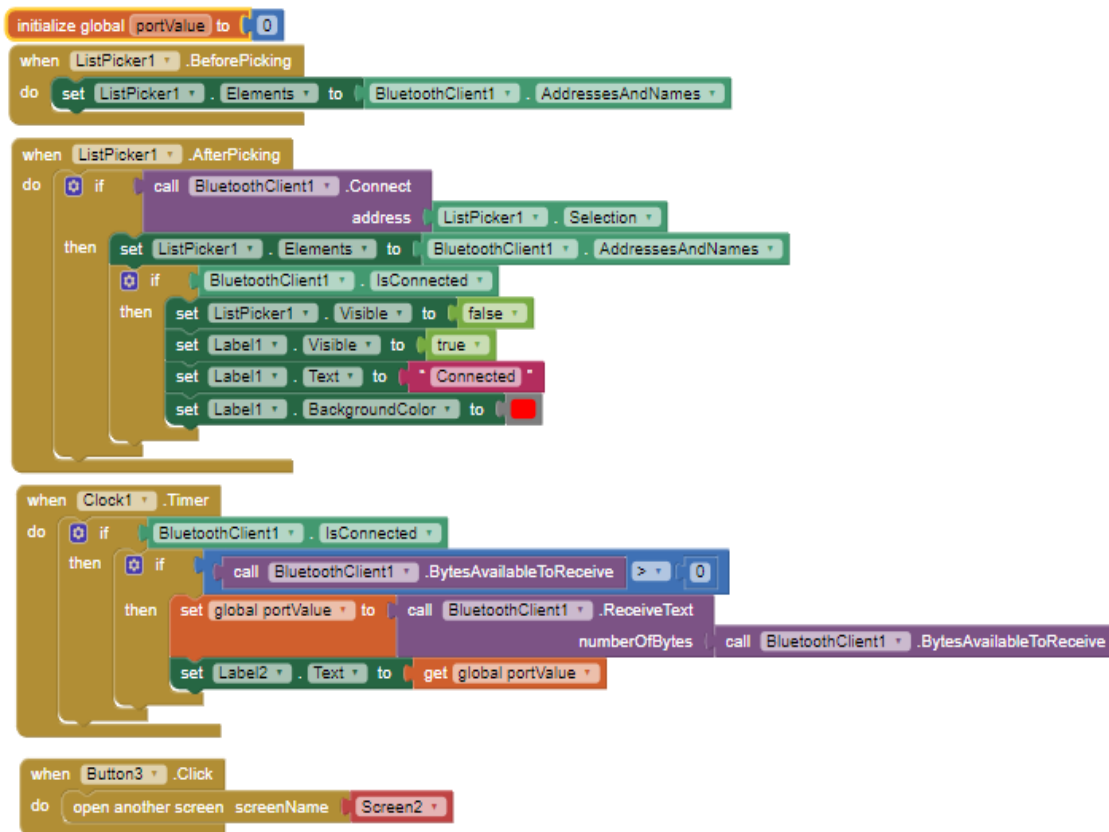 initialize global portValue to 0
when ListPicker1 .BeforePicking
do set ListPicker1 . Elements to BluetoothClient1 . AddressesAndNames
when ListPicker1 .AfterPicking
do if call BluetoothClient1 .Connect
address ListPicker1 . Selection
then set ListPicker1 . Elements to BluetoothClient1 . AddressesAndNames
if BluetoothClient1 . IsConnected
then set ListPicker1 . Visible to false
set Label1 . Visible to true
set Label1 . Text to " Connected "
set Label1 . BackgroundColor to
when Clock1 .Timer
do if BluetoothClient1 . IsConnected
then if call BluetoothClient1 .BytesAvailableToReceive > 0
then set global portValue to call BluetoothClient1 .ReceiveText
numberOfBytes call BluetoothClient1 .BytesAvailableToReceive
set Label2 . Text to get global portValue
when Button3 .Click
do open another screen screenName Screen2